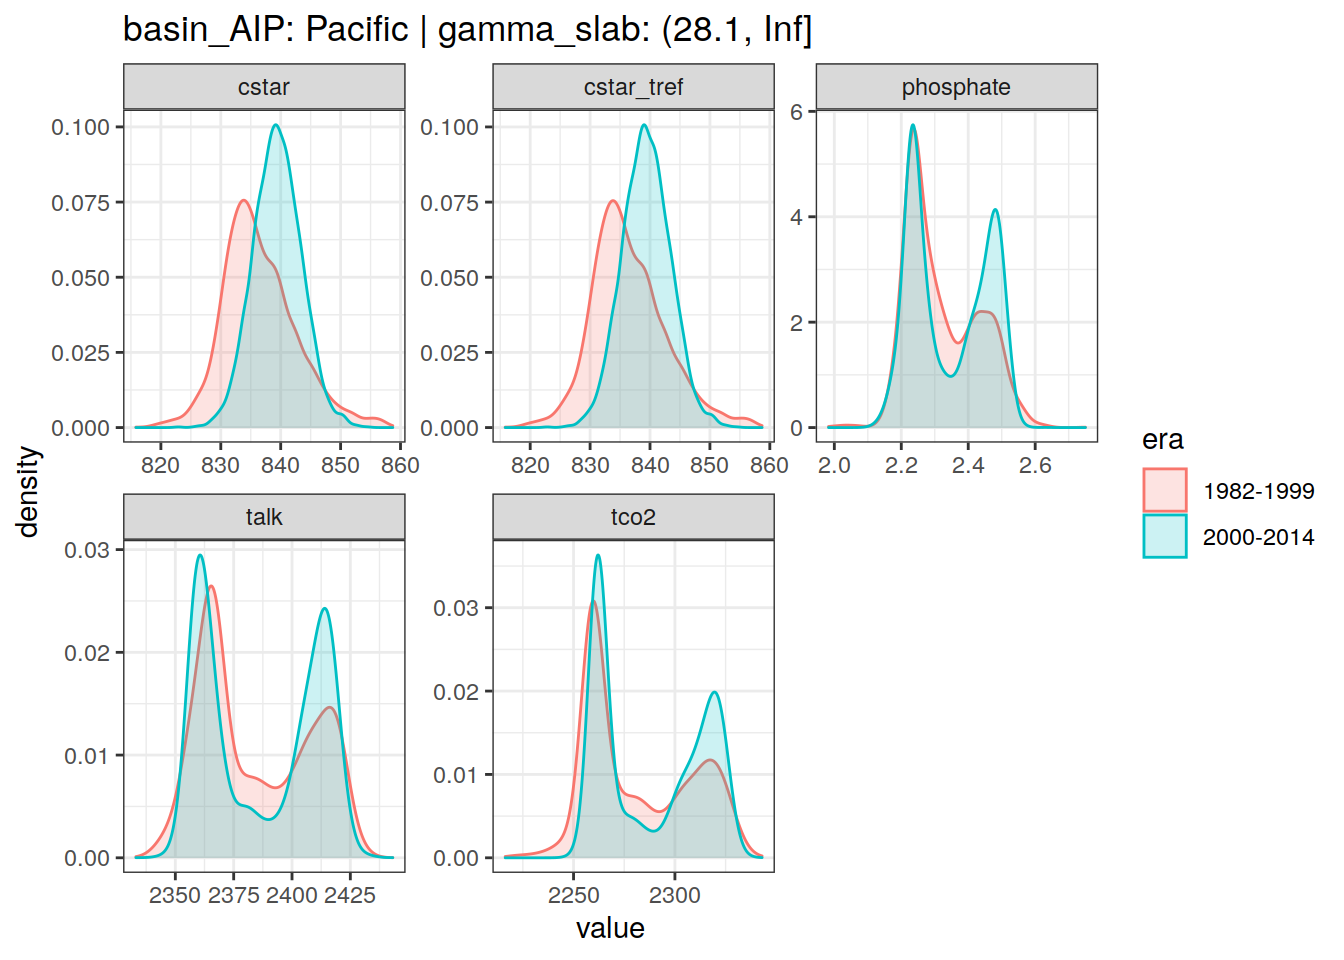 basin_AIP: Pacific | gamma_slab: (28.1, Inf]
cstar
cstar_tref
phosphate
0.100
0.075
0.050
0.025
0.000
820 830 840 850 860
0.100
0.075
0.050
0.025
0.000
820 830 840 850 860
6
4
2
0
2.0 2.2 2.4 2.6
talk
tco2
0.03
0.02
0.01
0.00
2350 2375 2400 2425
0.03
0.02
0.01
0.00
2250 2300
density
value
era
1982-1999
2000-2014